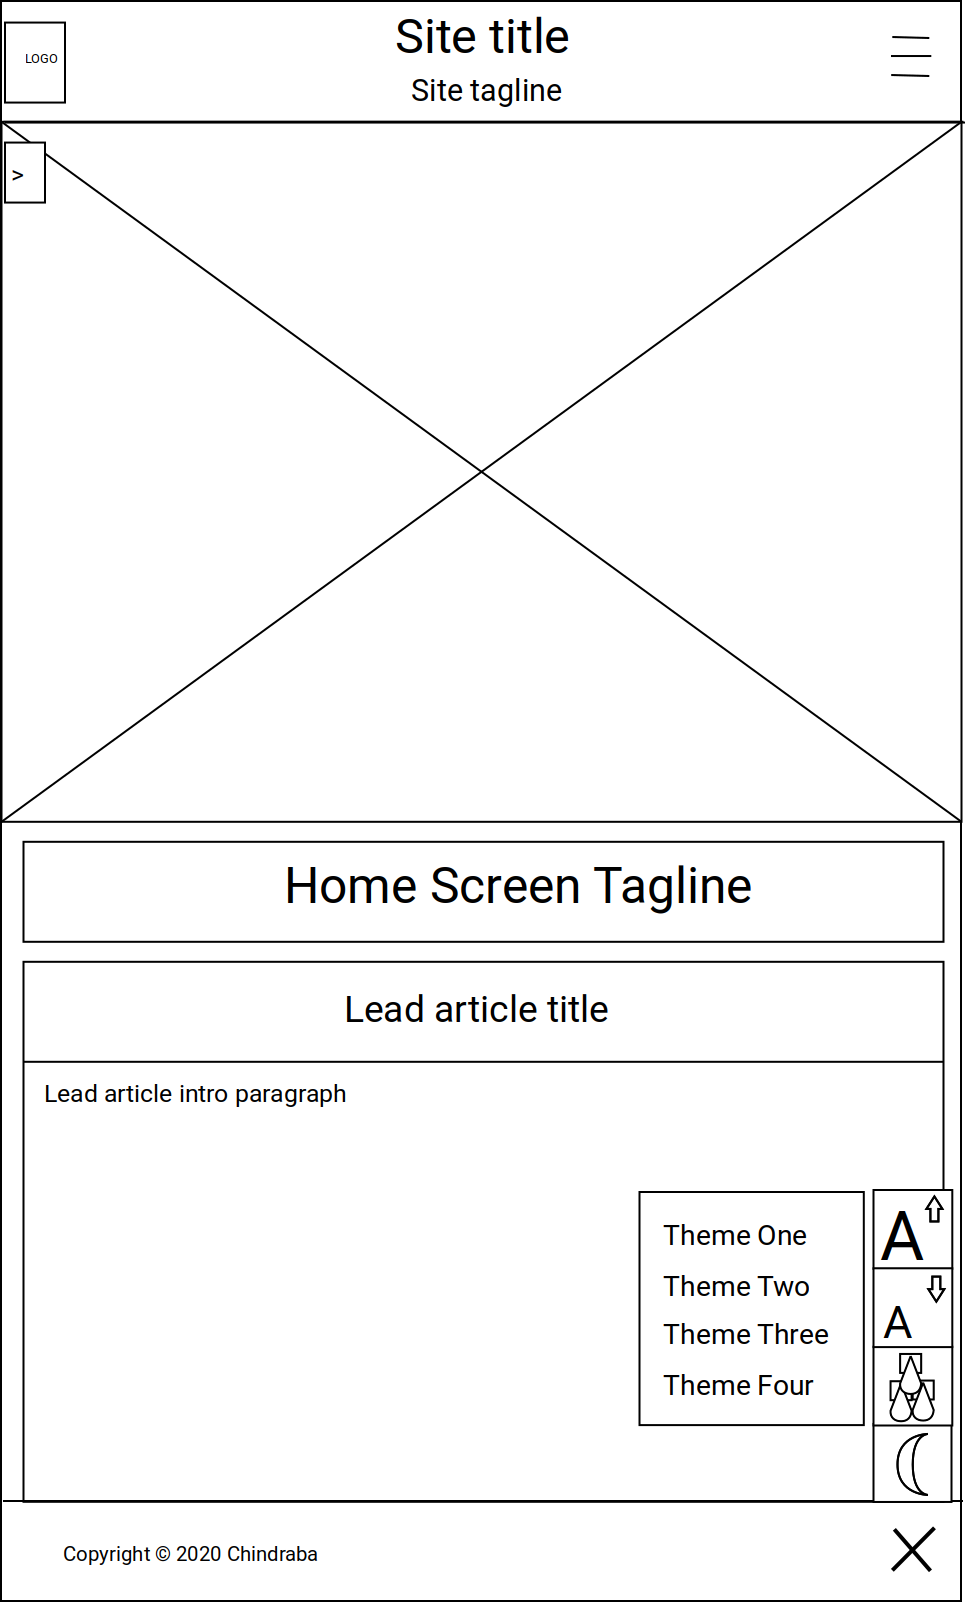 LOGO
Site title
Site tagline
>
Home Screen Tagline
Lead article title
Lead article intro paragraph
Theme One
Theme Two
Theme Three
Theme Four
A
A
Copyright © 2020 Chindraba